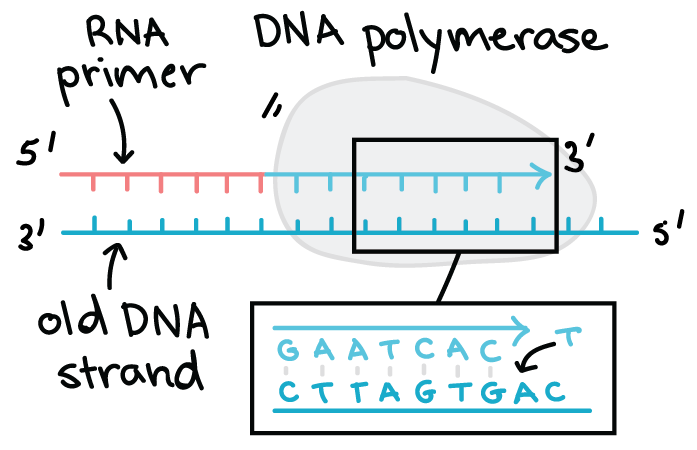 RNA
primer
DNA polymerase
5'
3'
3'
5'
old DNA
strand
GAATCAC T
CTTAGTGAC